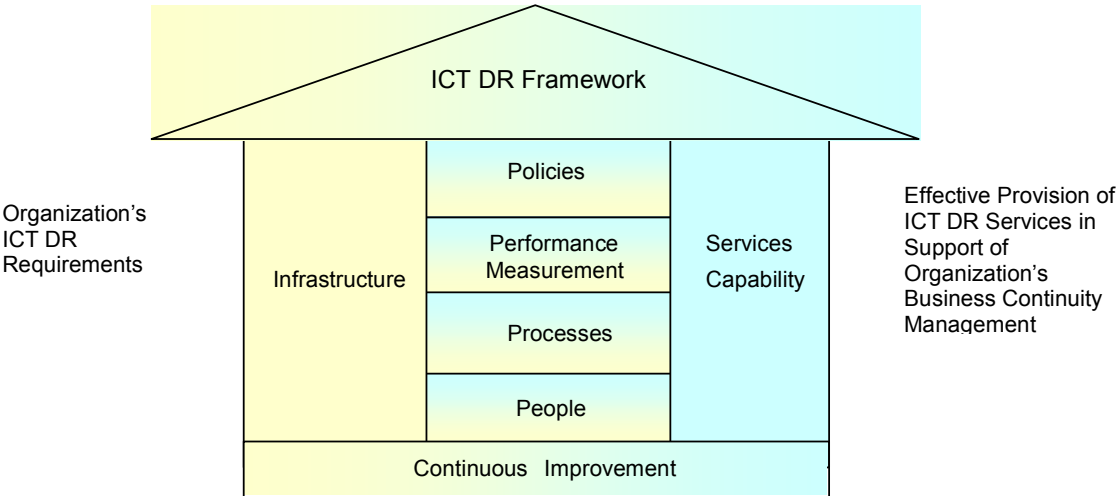 ICT DR Framework
Organization's
ICT DR
Requirements
Infrastructure
Policies
Performance
Measurement
Processes
People
Services
Capability
Continuous Improvement
Effective Provision of
ICT DR Services in
Support of
Organization's
Business Continuity
Management